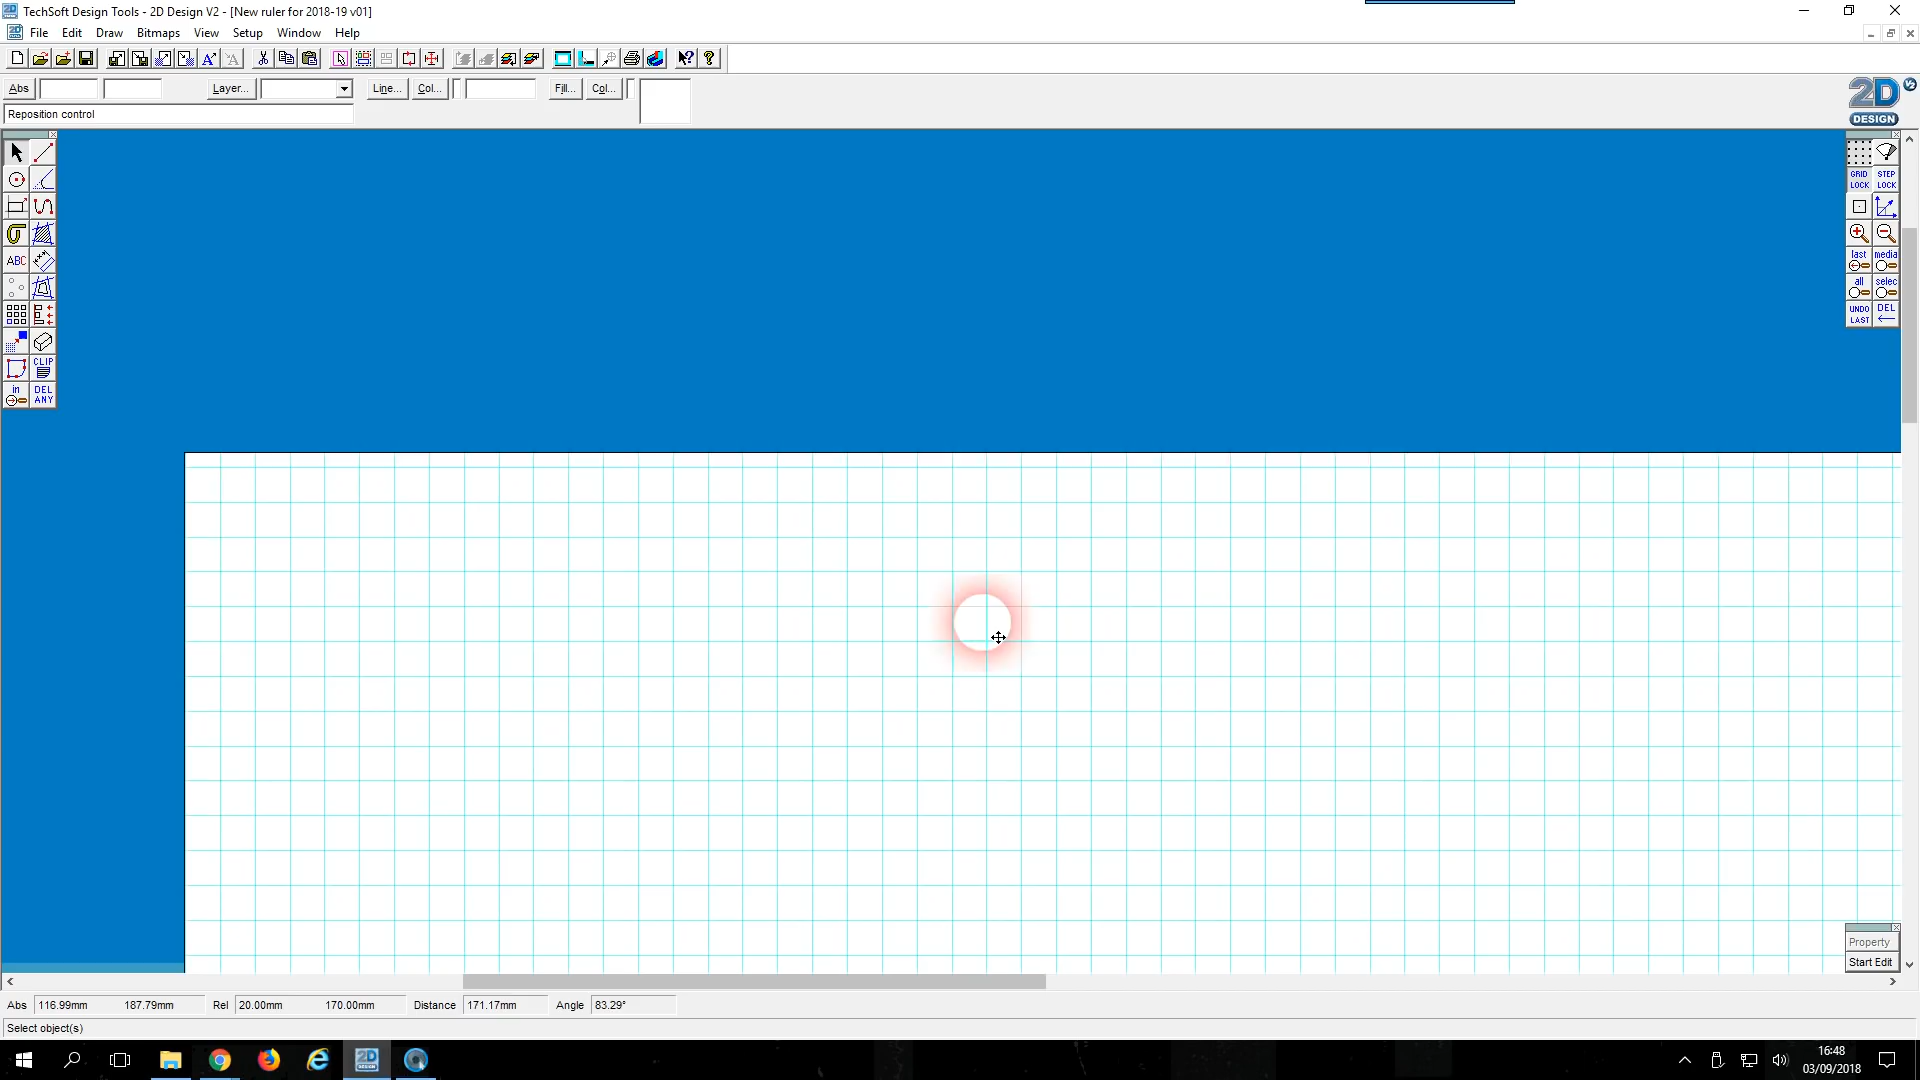 TechSoft Design Tools - 2D Design V2 - [New ruler for 2018-19 v01]
File Edit Draw Bitmaps View Setup Window Help
Abs Layer... Line... Col... Fill... Col...
Reposition control
2D V2
DESIGN
GRID LOCK STEP LOCK
last media
all selec
UNDO LAST DEL
ABC
CLIP
in DEL ANY
Property
Start Edit
Abs 116.99mm 187.79mm Rel 20.00mm 170.00mm Distance 171.17mm Angle 83.29°
Select object(s)
2D DESIGN
16:48
03/09/2018